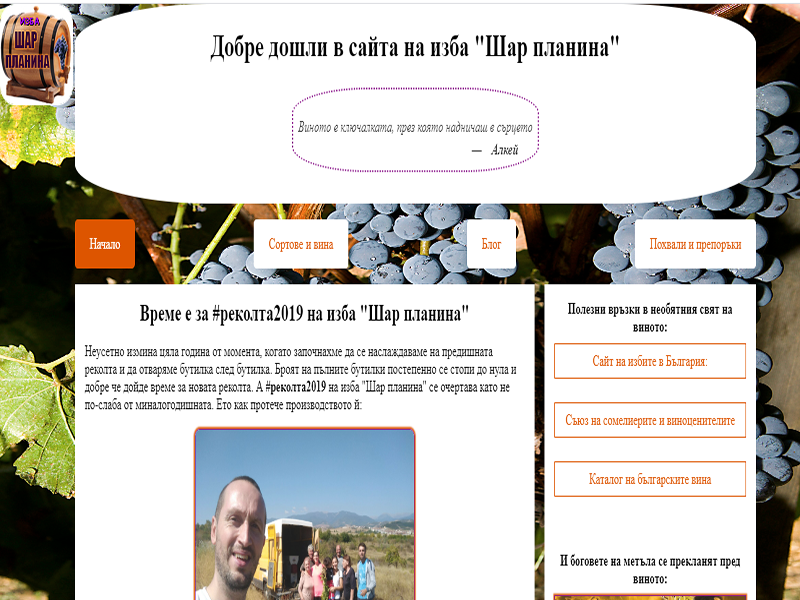 ИЗБА
ШАР
ПЛАНИНА
Добре дошли в сайта на изба "Шар планина"
Виното е ключалката, през която надничаш в сърцето
— Алкей
Начало
Сортове и вина
Блог
Похвали и препоръки
Време е за #реколта2019 на изба "Шар планина"
Неусетно измина цяла година от момента, когато започнахме да се наслаждаваме на предишната
реколта и да отваряме бутилка след бутилка. Броят на пълните бутилки постепенно се стопи до нула и
добре че дойде време за новата реколта. А #реколта2019 на изба "Шар планина" се очертава като не
по-слаба от миналогодишната. Ето как протече производството ѝ:
Полезни връзки в необятния свят на
виното:
Сайт на избите в България:
Съюз на сомелиерите и виноценителите
Каталог на българските вина
И боговете на метъла се прекланят пред
виното: